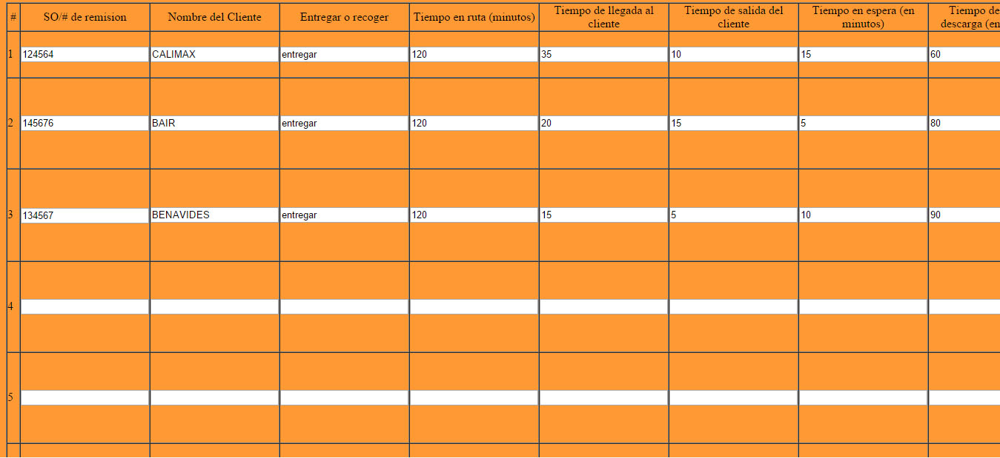 # SO/# de remision Nombre del Cliente Entregar o recoger Tiempo en ruta (minutos) Tiempo de llegada al cliente Tiempo de salida del cliente Tiempo en espera (en minutos) Tiempo de descarga (en
1 124564 CALIMAX entregar 120 35 10 15 60
2 145676 BAIR entregar 120 20 15 5 80
3 134567 BENAVIDES entregar 120 15 5 10 90
4
5